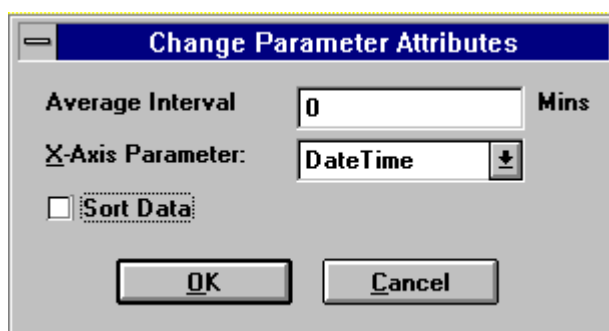 Change Parameter Attributes
Average Interval 0 Mins
X-Axis Parameter: DateTime
Sort Data
OK Cancel